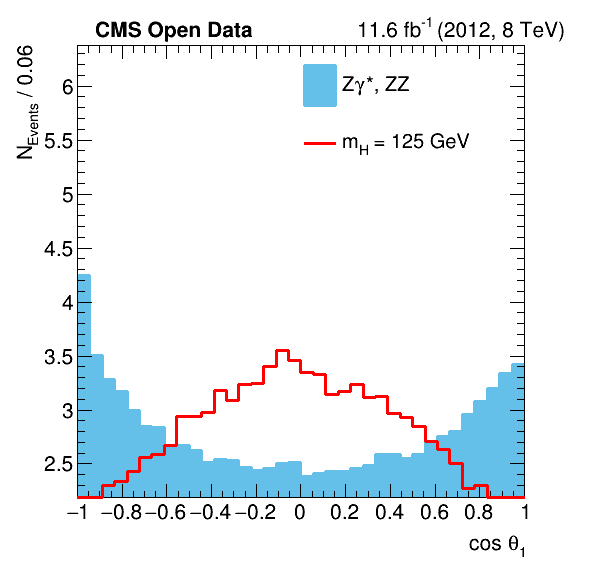 CMS Open Data 11.6 fb⁻¹ (2012, 8 TeV)
N_Events / 0.06
Zγ*, ZZ
m_H = 125 GeV
6
5.5
5
4.5
4
3.5
3
2.5
−1 −0.8 −0.6 −0.4 −0.2 0 0.2 0.4 0.6 0.8 1
cos θ₁